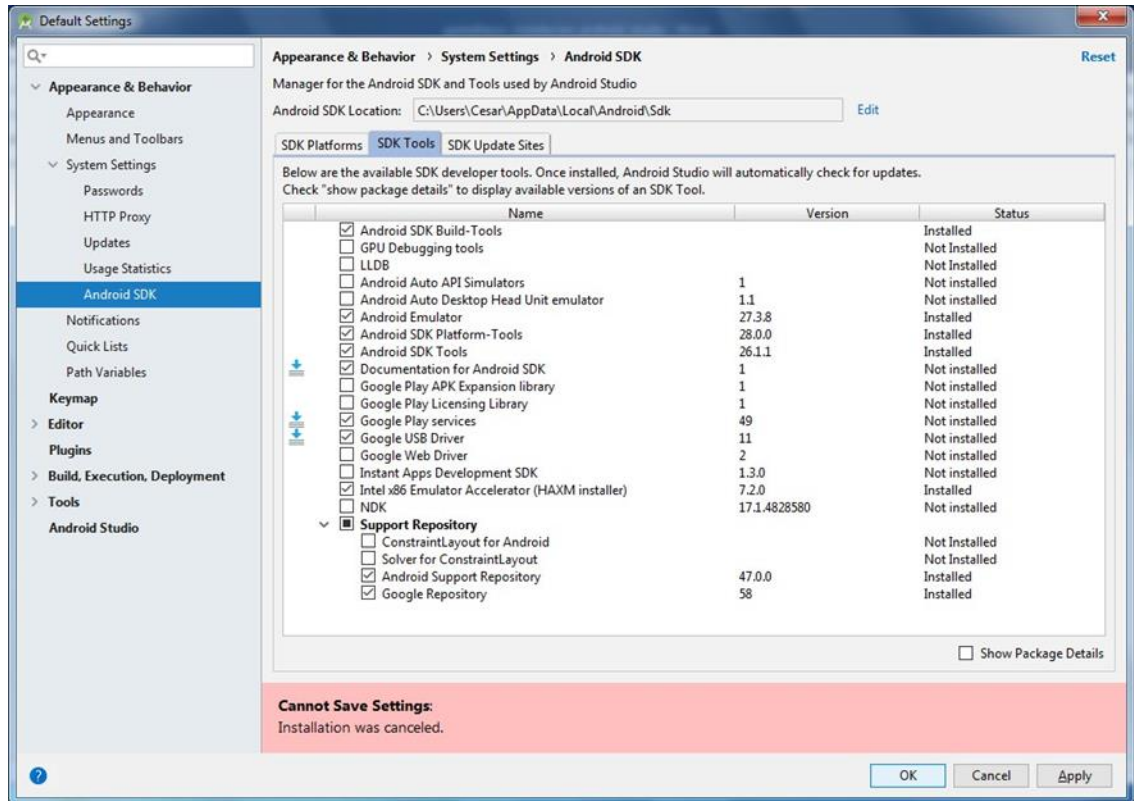 Default Settings
Appearance & Behavior
Appearance
Menus and Toolbars
System Settings
Passwords
HTTP Proxy
Updates
Usage Statistics
Android SDK
Notifications
Quick Lists
Path Variables
Keymap
Editor
Plugins
Build, Execution, Deployment
Tools
Android Studio
Appearance & Behavior > System Settings > Android SDK Reset
Manager for the Android SDK and Tools used by Android Studio
Android SDK Location: C:\Users\Cesar\AppData\Local\Android\Sdk Edit
SDK Platforms SDK Tools SDK Update Sites
Below are the available SDK developer tools. Once installed, Android Studio will automatically check for updates.
Check "show package details" to display available versions of an SDK Tool.
Name Version Status
Android SDK Build-Tools Installed
GPU Debugging tools Not Installed
LLDB Not Installed
Android Auto API Simulators 1 Not installed
Android Auto Desktop Head Unit emulator 1.1 Not installed
Android Emulator 27.3.8 Installed
Android SDK Platform-Tools 28.0.0 Installed
Android SDK Tools 26.1.1 Installed
Documentation for Android SDK 1 Not installed
Google Play APK Expansion library 1 Not installed
Google Play Licensing Library 1 Not installed
Google Play services 49 Not installed
Google USB Driver 11 Not installed
Google Web Driver 2 Not installed
Instant Apps Development SDK 1.3.0 Not installed
Intel x86 Emulator Accelerator (HAXM installer) 7.2.0 Installed
NDK 17.1.4828580 Not installed
Support Repository
ConstraintLayout for Android Not Installed
Solver for ConstraintLayout Not Installed
Android Support Repository 47.0.0 Installed
Google Repository 58 Installed
Show Package Details
Cannot Save Settings:
Installation was canceled.
? OK Cancel Apply